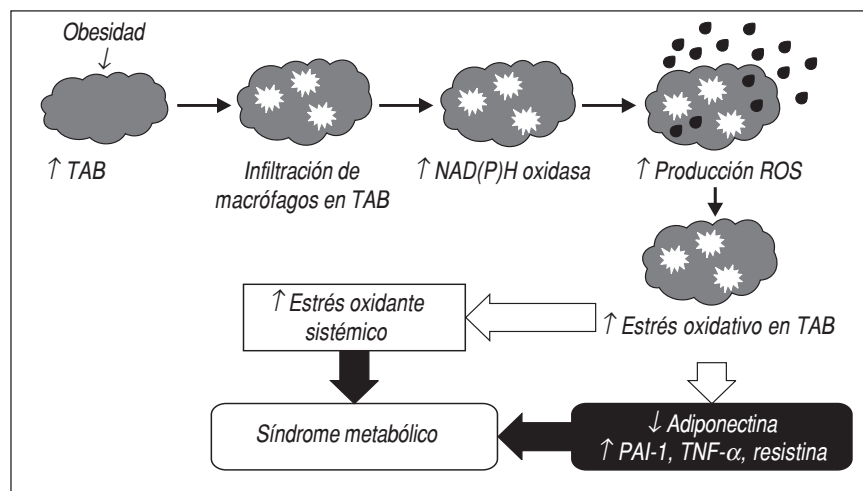 Obesidad
↓
↑ TAB
Infiltración de
macrófagos en TAB
↑ NAD(P)H oxidasa
↑ Producción ROS
↑ Estrés oxidativo en TAB
↑ Estrés oxidante
sistémico
Síndrome metabólico
↓ Adiponectina
↑ PAI-1, TNF-α, resistina